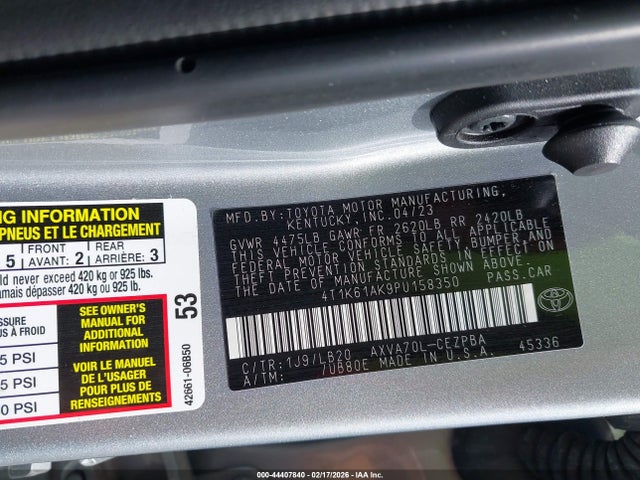 NG INFORMATION
PNEUS ET LE CHARGEMENT
5 FRONT AVANT: 2 REAR ARRIÈRE: 3
ld never exceed 420 kg or 925 lbs.
amais dépasser 420 kg ou 925 lb.
ESSURE
S À FROID
5 PSI
5 PSI
0 PSI
SEE OWNER'S
MANUAL FOR
ADDITIONAL
INFORMATION
VOIR LE MANUEL
DE L'USAGER
POUR PLUS DE
RENSEIGNEMENTS
53
42661-06B50
MFD.BY:TOYOTA MOTOR MANUFACTURING,
KENTUCKY,INC.04/23
GVWR 4475LB GAWR FR 2620LB RR 2420LB
THIS VEHICLE CONFORMS TO ALL APPLICABLE
FEDERAL MOTOR VEHICLE SAFETY, BUMPER, AND
THEFT PREVENTION STANDARDS IN EFFECT ON
THE DATE OF MANUFACTURE SHOWN ABOVE.
4T1K61AK9PU158350 PASS.CAR
TOYOTA
C/TR:1J9/LB20 AXVA70L-CEZPBA
A/TM: /UB80E MADE IN U.S.A. 45336
000-44407840 - 02/17/2026 - IAA Inc.